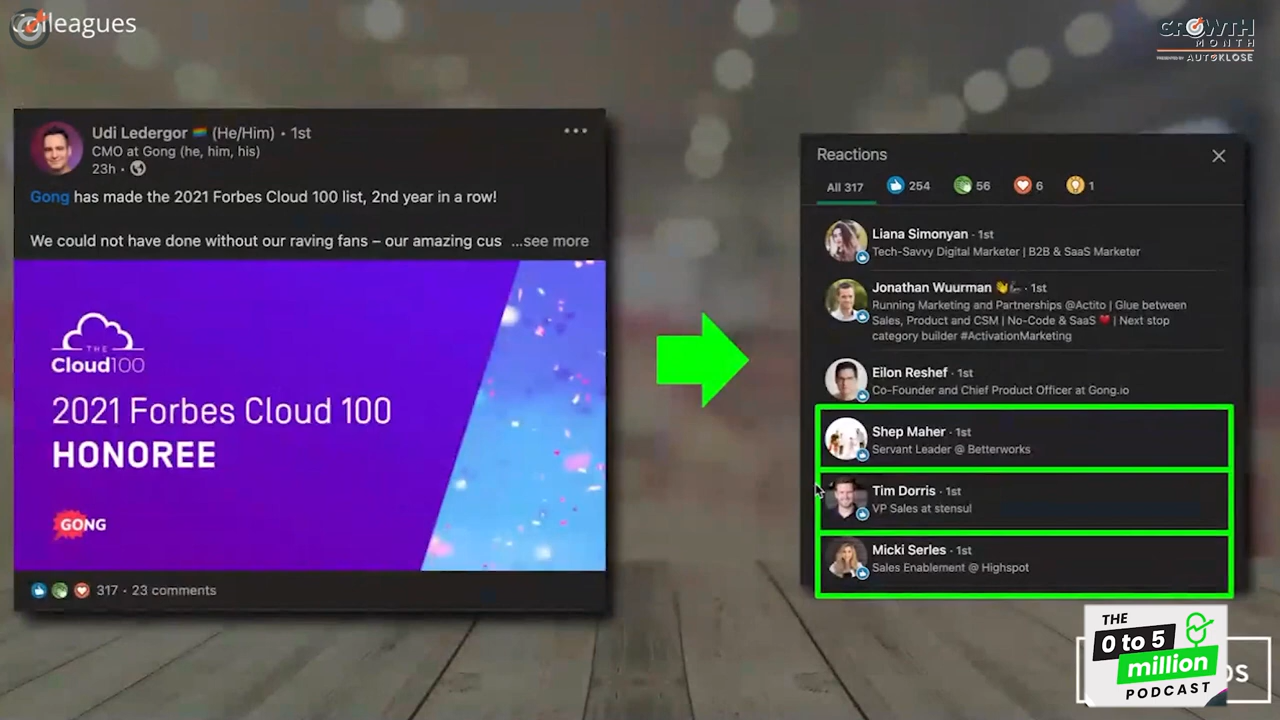 Colleagues
GROWTH
MONTH
PRESENTED BY AUTOKLOSE
Udi Ledergor 🏳️‍🌈 (He/Him) • 1st
CMO at Gong (he, him, his)
23h •
Gong has made the 2021 Forbes Cloud 100 list, 2nd year in a row!
We could not have done without our raving fans – our amazing cus ...see more
THE
Cloud100
2021 Forbes Cloud 100
HONOREE
GONG
317 · 23 comments
Reactions
All 317 254 56 6 1
Liana Simonyan · 1st
Tech-Savvy Digital Marketer | B2B & SaaS Marketer
Jonathan Wuurman 👋 · 1st
Running Marketing and Partnerships @Actito | Glue between
Sales, Product and CSM | No-Code & SaaS ❤️ | Next stop
category builder #ActivationMarketing
Eilon Reshef · 1st
Co-Founder and Chief Product Officer at Gong.io
Shep Maher · 1st
Servant Leader @ Betterworks
Tim Dorris · 1st
VP Sales at stensul
Micki Serles · 1st
Sales Enablement @ Highspot
THE
0 to 5
million
PODCAST